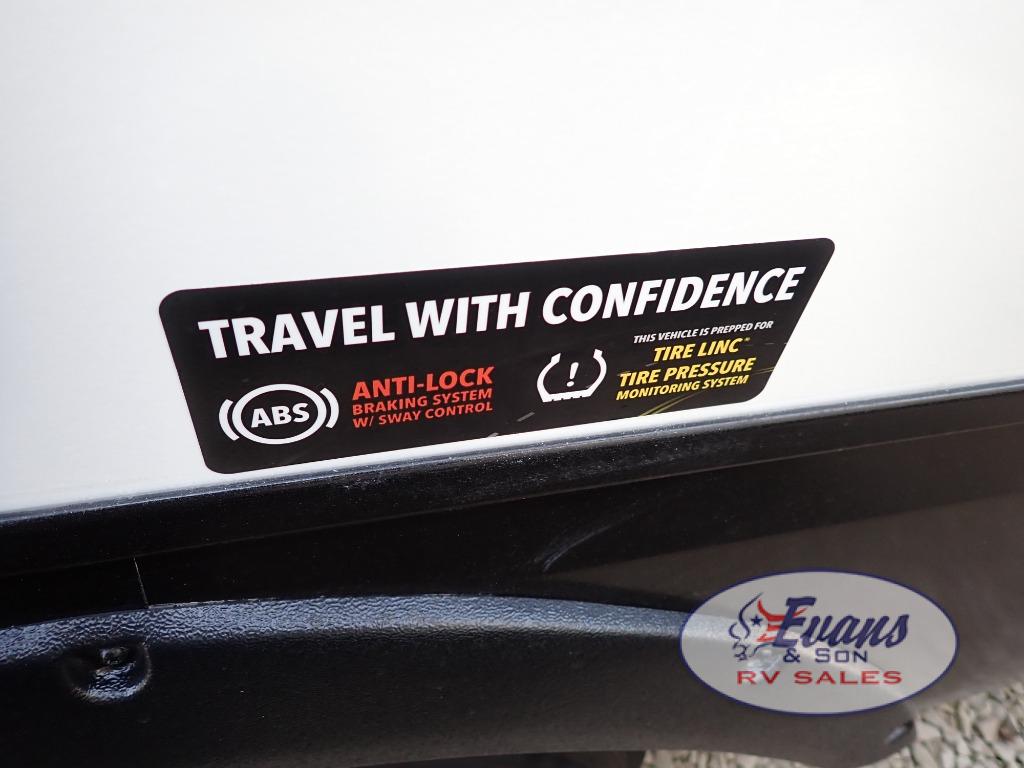 TRAVEL WITH CONFIDENCE
ABS
ANTI-LOCK
BRAKING SYSTEM
W/ SWAY CONTROL
!
THIS VEHICLE IS PREPPED FOR
TIRE LINC®
TIRE PRESSURE
MONITORING SYSTEM
Evans
& SON
RV SALES